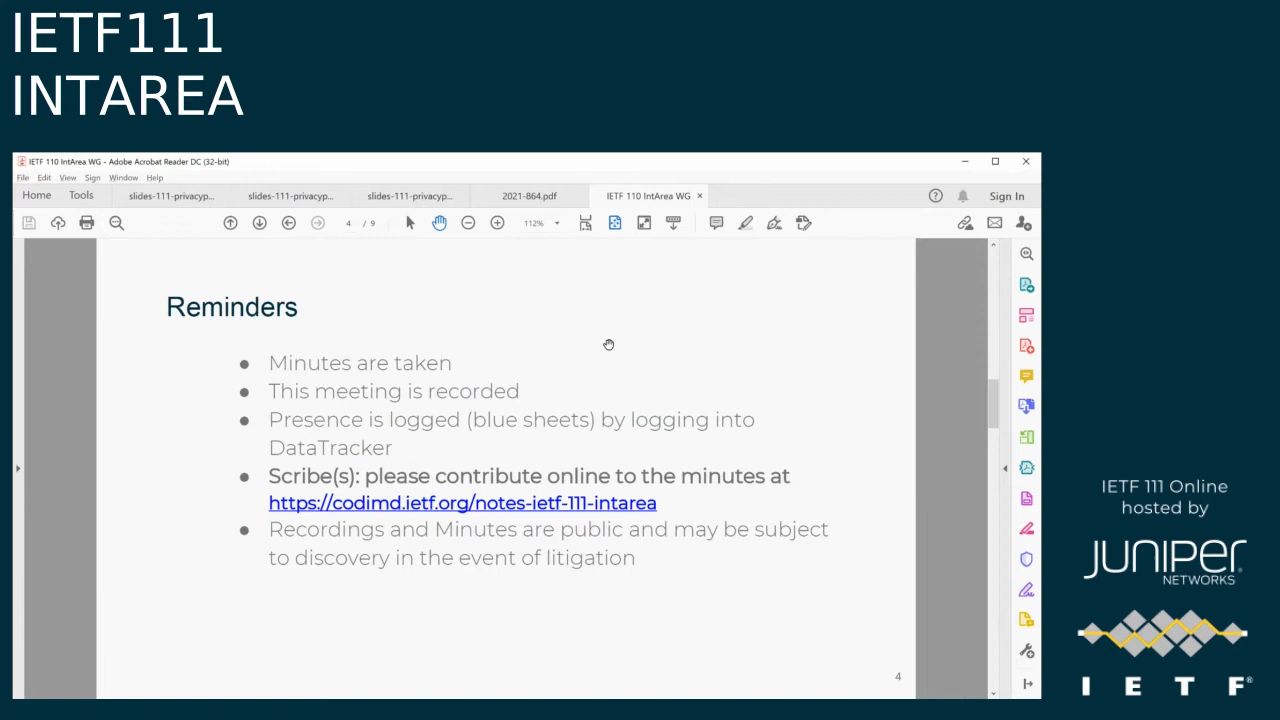 IETF111
INTAREA
IETF 110 IntArea WG - Adobe Acrobat Reader DC (32-bit)
File Edit View Sign Window Help
Home Tools slides-111-privacyp... slides-111-privacyp... slides-111-privacyp... 2021-864.pdf IETF 110 IntArea WG × Sign In
4 / 9 112%
Reminders
● Minutes are taken
● This meeting is recorded
● Presence is logged (blue sheets) by logging into
DataTracker
● Scribe(s): please contribute online to the minutes at
https://codimd.ietf.org/notes-ietf-111-intarea
● Recordings and Minutes are public and may be subject
to discovery in the event of litigation
4
IETF 111 Online
hosted by
JUNIPER
NETWORKS
I E T F®